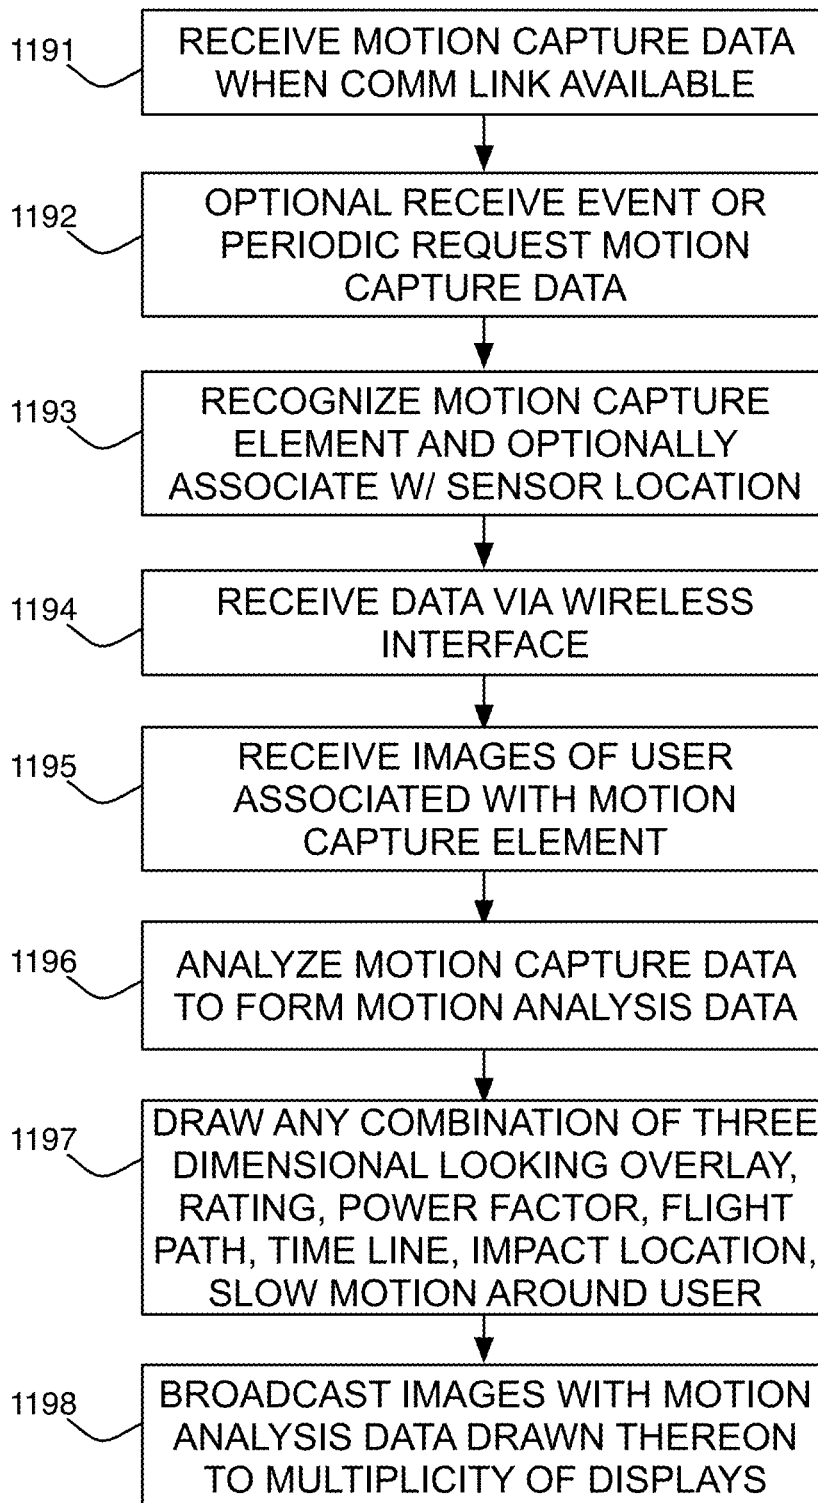 1191
RECEIVE MOTION CAPTURE DATA
WHEN COMM LINK AVAILABLE
1192
OPTIONAL RECEIVE EVENT OR
PERIODIC REQUEST MOTION
CAPTURE DATA
1193
RECOGNIZE MOTION CAPTURE
ELEMENT AND OPTIONALLY
ASSOCIATE W/ SENSOR LOCATION
1194
RECEIVE DATA VIA WIRELESS
INTERFACE
1195
RECEIVE IMAGES OF USER
ASSOCIATED WITH MOTION
CAPTURE ELEMENT
1196
ANALYZE MOTION CAPTURE DATA
TO FORM MOTION ANALYSIS DATA
1197
DRAW ANY COMBINATION OF THREE
DIMENSIONAL LOOKING OVERLAY,
RATING, POWER FACTOR, FLIGHT
PATH, TIME LINE, IMPACT LOCATION,
SLOW MOTION AROUND USER
1198
BROADCAST IMAGES WITH MOTION
ANALYSIS DATA DRAWN THEREON
TO MULTIPLICITY OF DISPLAYS